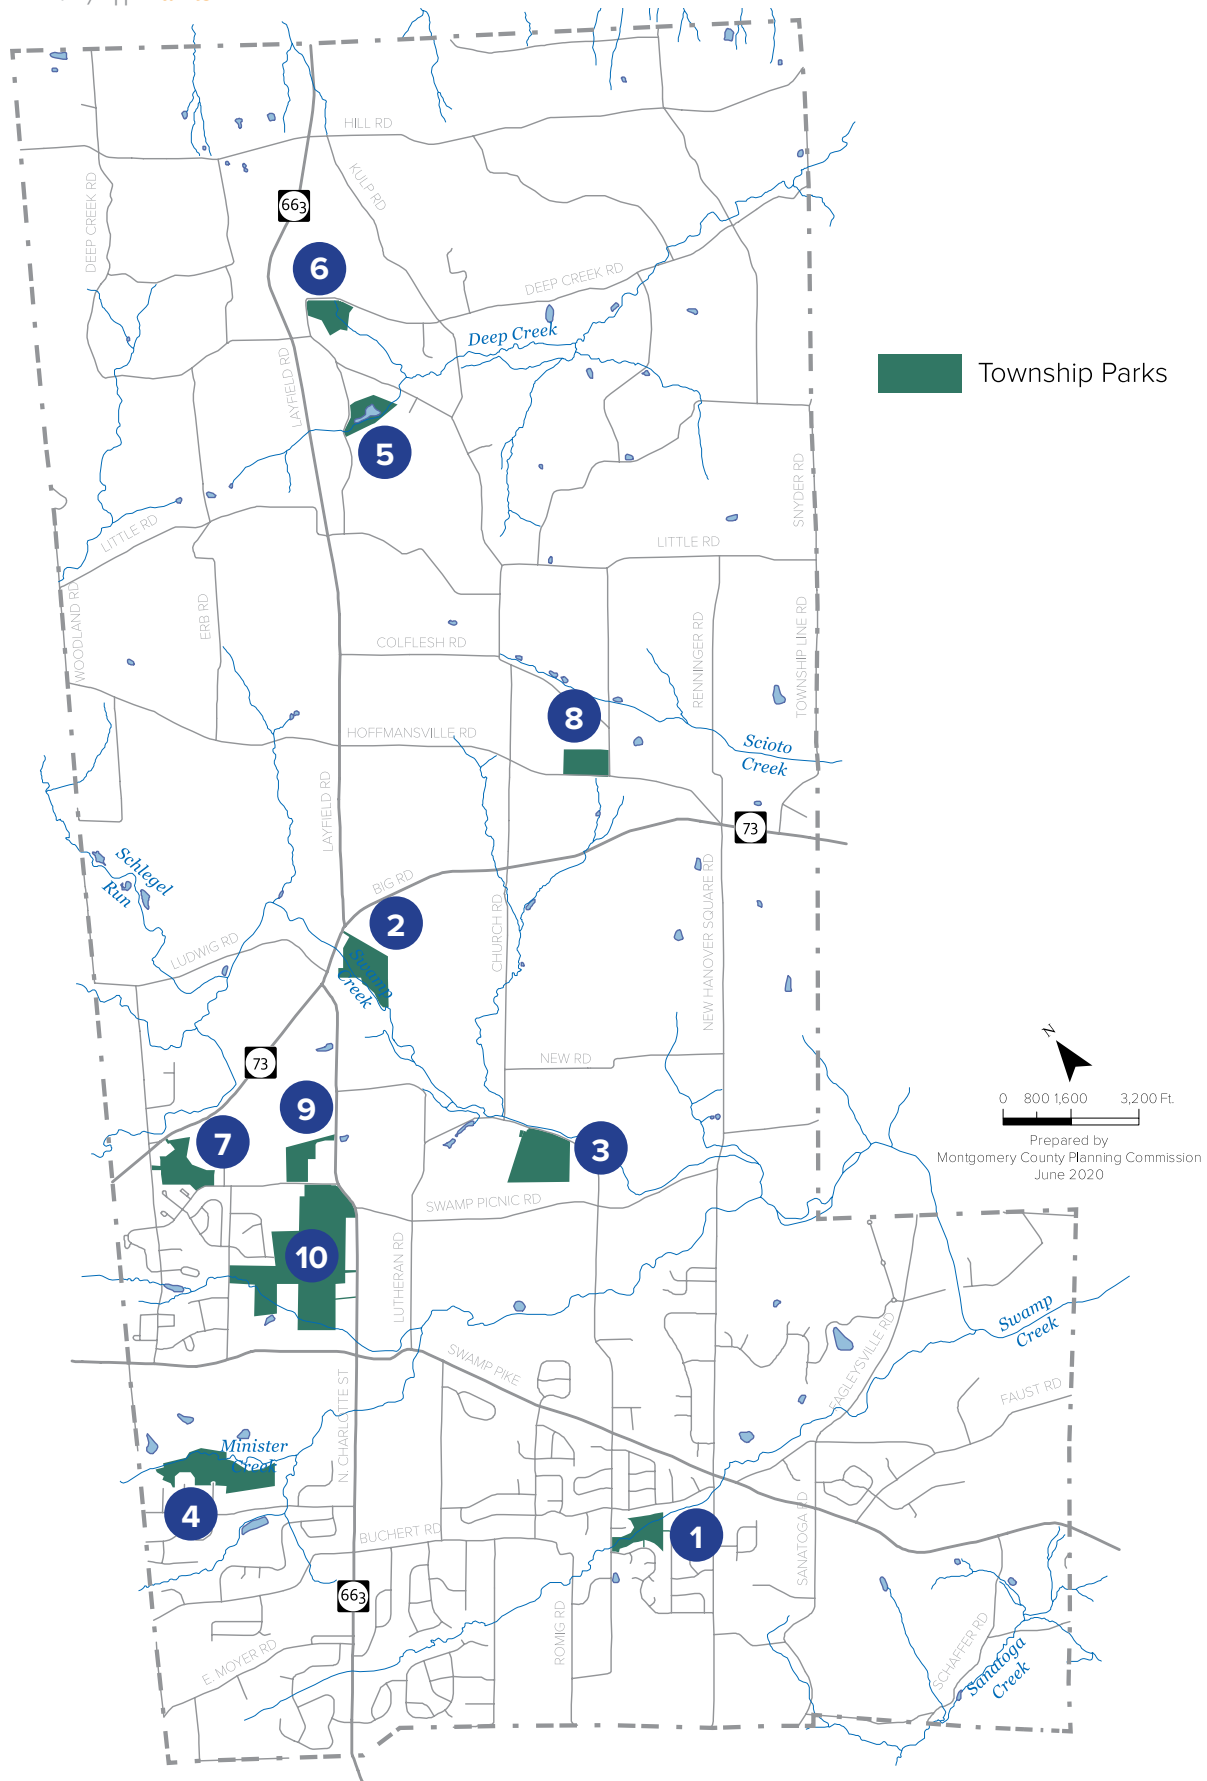 HILL RD
DEEP CREEK RD
KULP RD
663
6
DEEP CREEK RD
Deep Creek
Township Parks
LAYFIELD RD
5
SNYDER RD
LITTLE RD
LITTLE RD
WOODLAND RD
ERB RD
COLFLESH RD
RENNINGER RD
TOWNSHIP LINE RD
8
HOFFMANSVILLE RD
Scioto
Creek
LAYFIELD RD
73
Schlegel
Run
BIG RD
2
CHURCH RD
NEW HANOVER SQUARE RD
LUDWIG RD
Swamp
Creek
N
73
NEW RD
0 800 1,600 3,200 Ft.
9
Prepared by
Montgomery County Planning Commission
June 2020
7
3
SWAMP PICNIC RD
10
LUTHERAN RD
Swamp
Creek
EAGLEYSVILLE RD
SWAMP PIKE
FAUST RD
N. CHARLOTTE ST
Minister
Creek
4
BUCHERT RD
1
SANATOGA RD
663
ROMIG RD
E. MOYER RD
SCHAFFER RD
Sanatoga
Creek